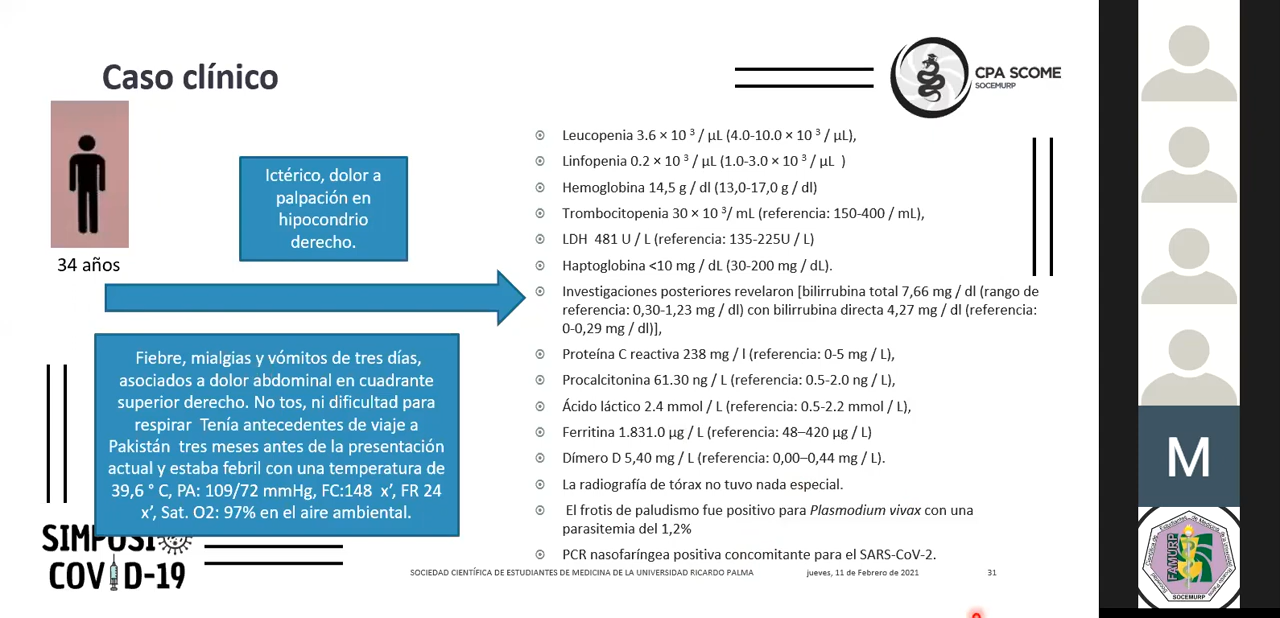 Caso clínico
CPA SCOME
SOCEMURP
34 años
Ictérico, dolor a
palpación en
hipocondrio
derecho.
Fiebre, mialgias y vómitos de tres días,
asociados a dolor abdominal en cuadrante
superior derecho. No tos, ni dificultad para
respirar Tenía antecedentes de viaje a
Pakistán tres meses antes de la presentación
actual y estaba febril con una temperatura de
39,6 ° C, PA: 109/72 mmHg, FC:148 x’, FR 24
x’, Sat. O2: 97% en el aire ambiental.
Leucopenia 3.6 × 10 ³ / μL (4.0-10.0 × 10 ³ / μL),
Linfopenia 0.2 × 10 ³ / μL (1.0-3.0 × 10 ³ / μL )
Hemoglobina 14,5 g / dl (13,0-17,0 g / dl)
Trombocitopenia 30 × 10 ³/ mL (referencia: 150-400 / mL),
LDH 481 U / L (referencia: 135-225U / L)
Haptoglobina <10 mg / dL (30-200 mg / dL).
Investigaciones posteriores revelaron [bilirrubina total 7,66 mg / dl (rango de
referencia: 0,30-1,23 mg / dl) con bilirrubina directa 4,27 mg / dl (referencia:
0-0,29 mg / dl)],
Proteína C reactiva 238 mg / l (referencia: 0-5 mg / L),
Procalcitonina 61.30 ng / L (referencia: 0.5-2.0 ng / L),
Ácido láctico 2.4 mmol / L (referencia: 0.5-2.2 mmol / L),
Ferritina 1.831.0 μg / L (referencia: 48–420 μg / L)
Dímero D 5,40 mg / L (referencia: 0,00–0,44 mg / L).
La radiografía de tórax no tuvo nada especial.
El frotis de paludismo fue positivo para Plasmodium vivax con una
parasitemia del 1,2%
PCR nasofaríngea positiva concomitante para el SARS-CoV-2.
SIMPOSIO
COVID-19
SOCIEDAD CIENTÍFICA DE ESTUDIANTES DE MEDICINA DE LA UNIVERSIDAD RICARDO PALMA
jueves, 11 de Febrero de 2021
31
M
FAMURP
SOCEMURP